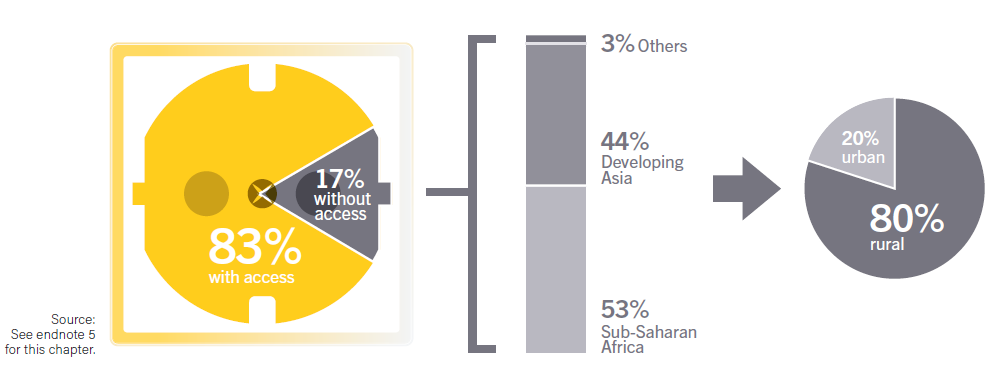 17%
without
access
83%
with access
Source:
See endnote 5
for this chapter.
3% Others
44%
Developing
Asia
53%
Sub-Saharan
Africa
20%
urban
80%
rural